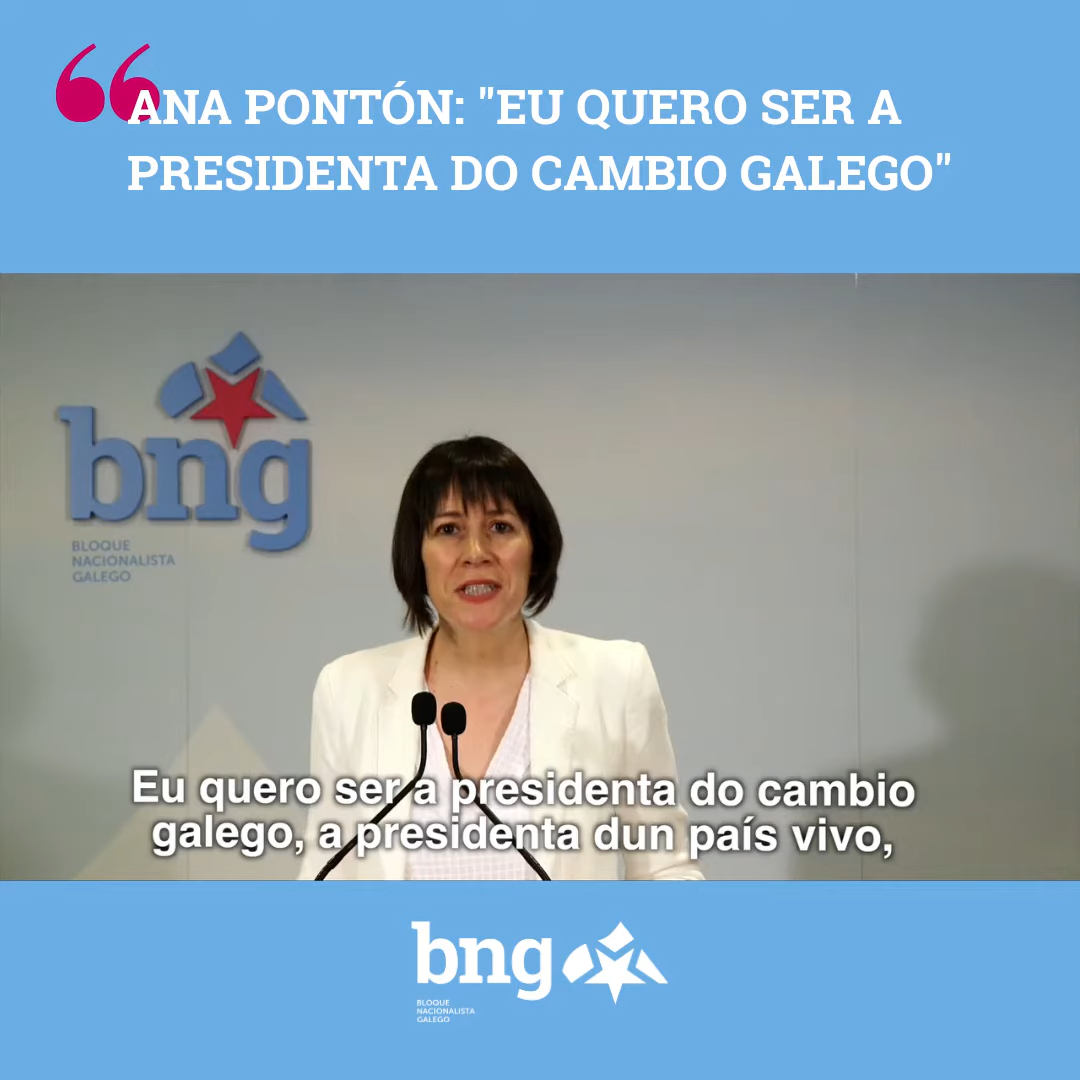 ANA PONTÓN: "EU QUERO SER A
PRESIDENTA DO CAMBIO GALEGO"
bng
BLOQUE
NACIONALISTA
GALEGO
Eu quero ser a presidenta do cambio
galego, a presidenta dun país vivo,
bng
BLOQUE
NACIONALISTA
GALEGO